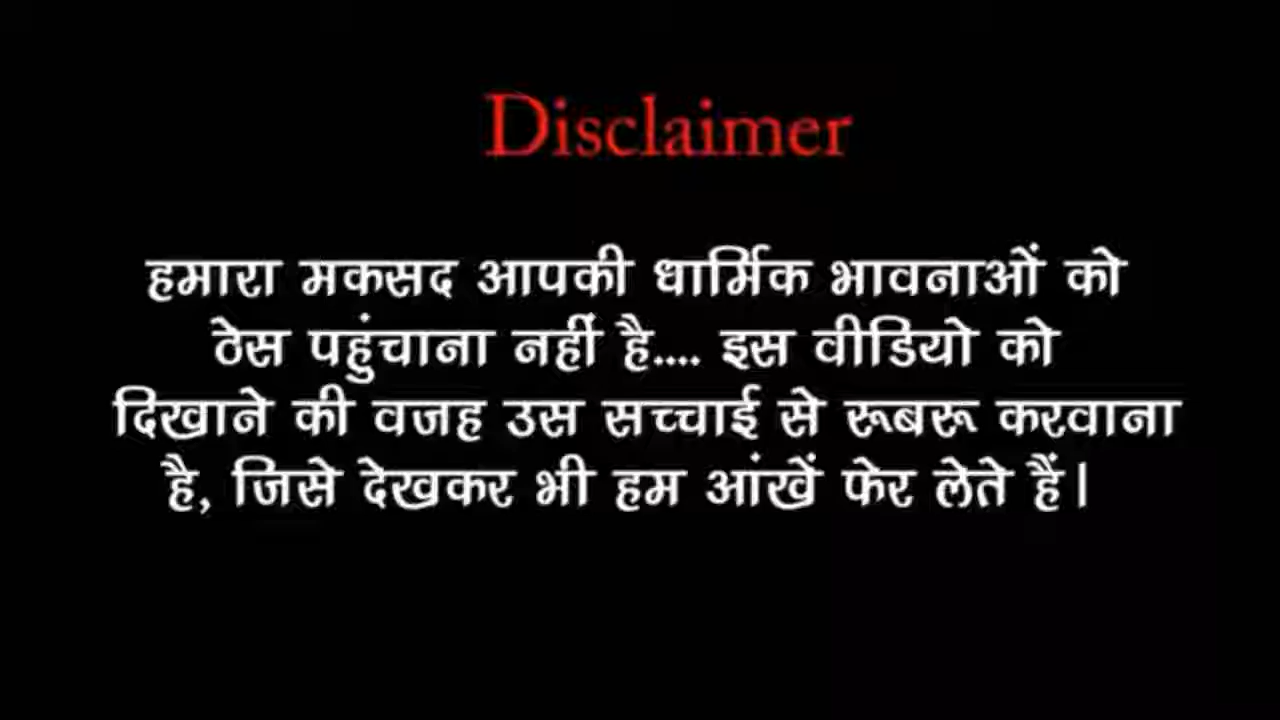 Disclaimer
हमारा मकसद आपकी धार्मिक भावनाओं को
ठेस पहुंचाना नहीं है.... इस वीडियो को
दिखाने की वजह उस सच्चाई से रूबरू करवाना
है, जिसे देखकर भी हम आंखें फेर लेते हैं।